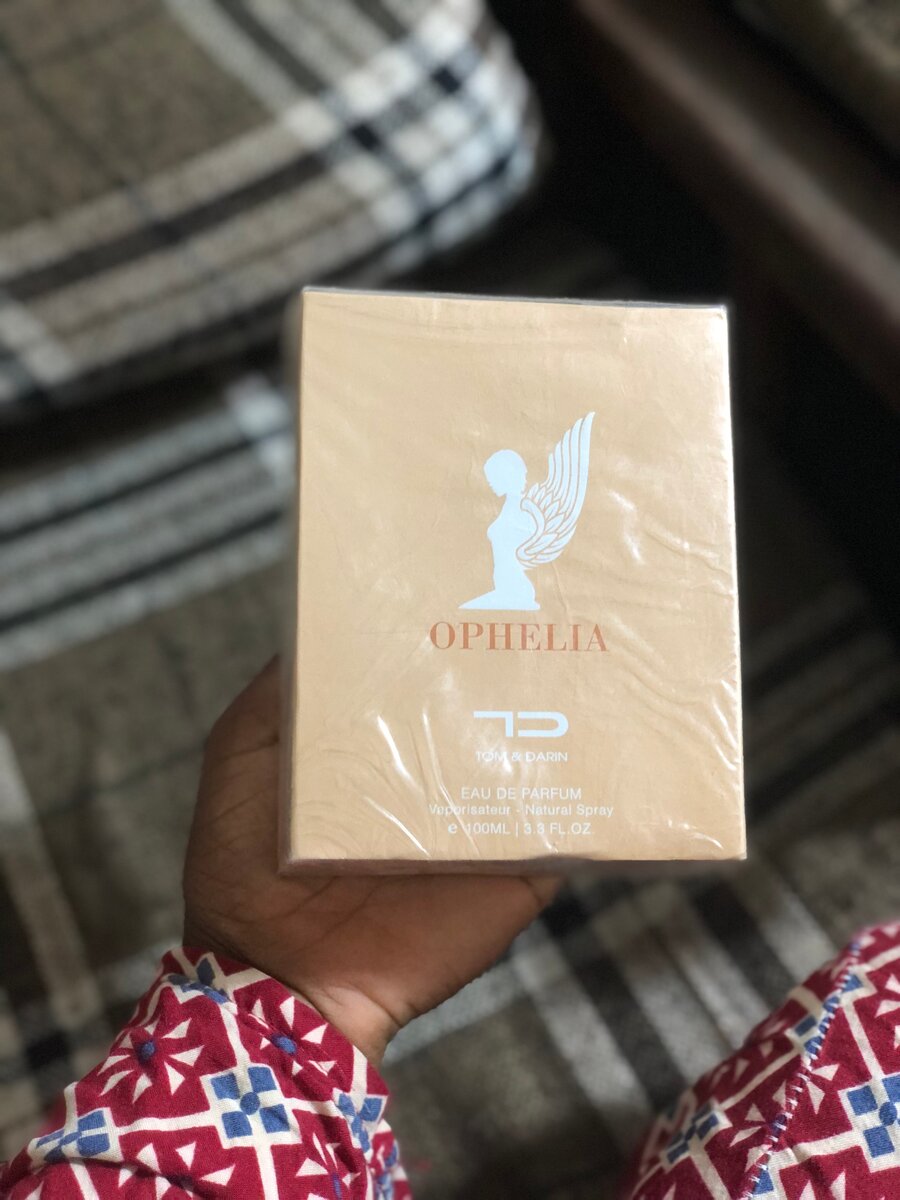 OPHELIA
TD
TOM & DARIN
EAU DE PARFUM
Vaporisateur - Natural Spray
e 100ML | 3.3 FL.OZ